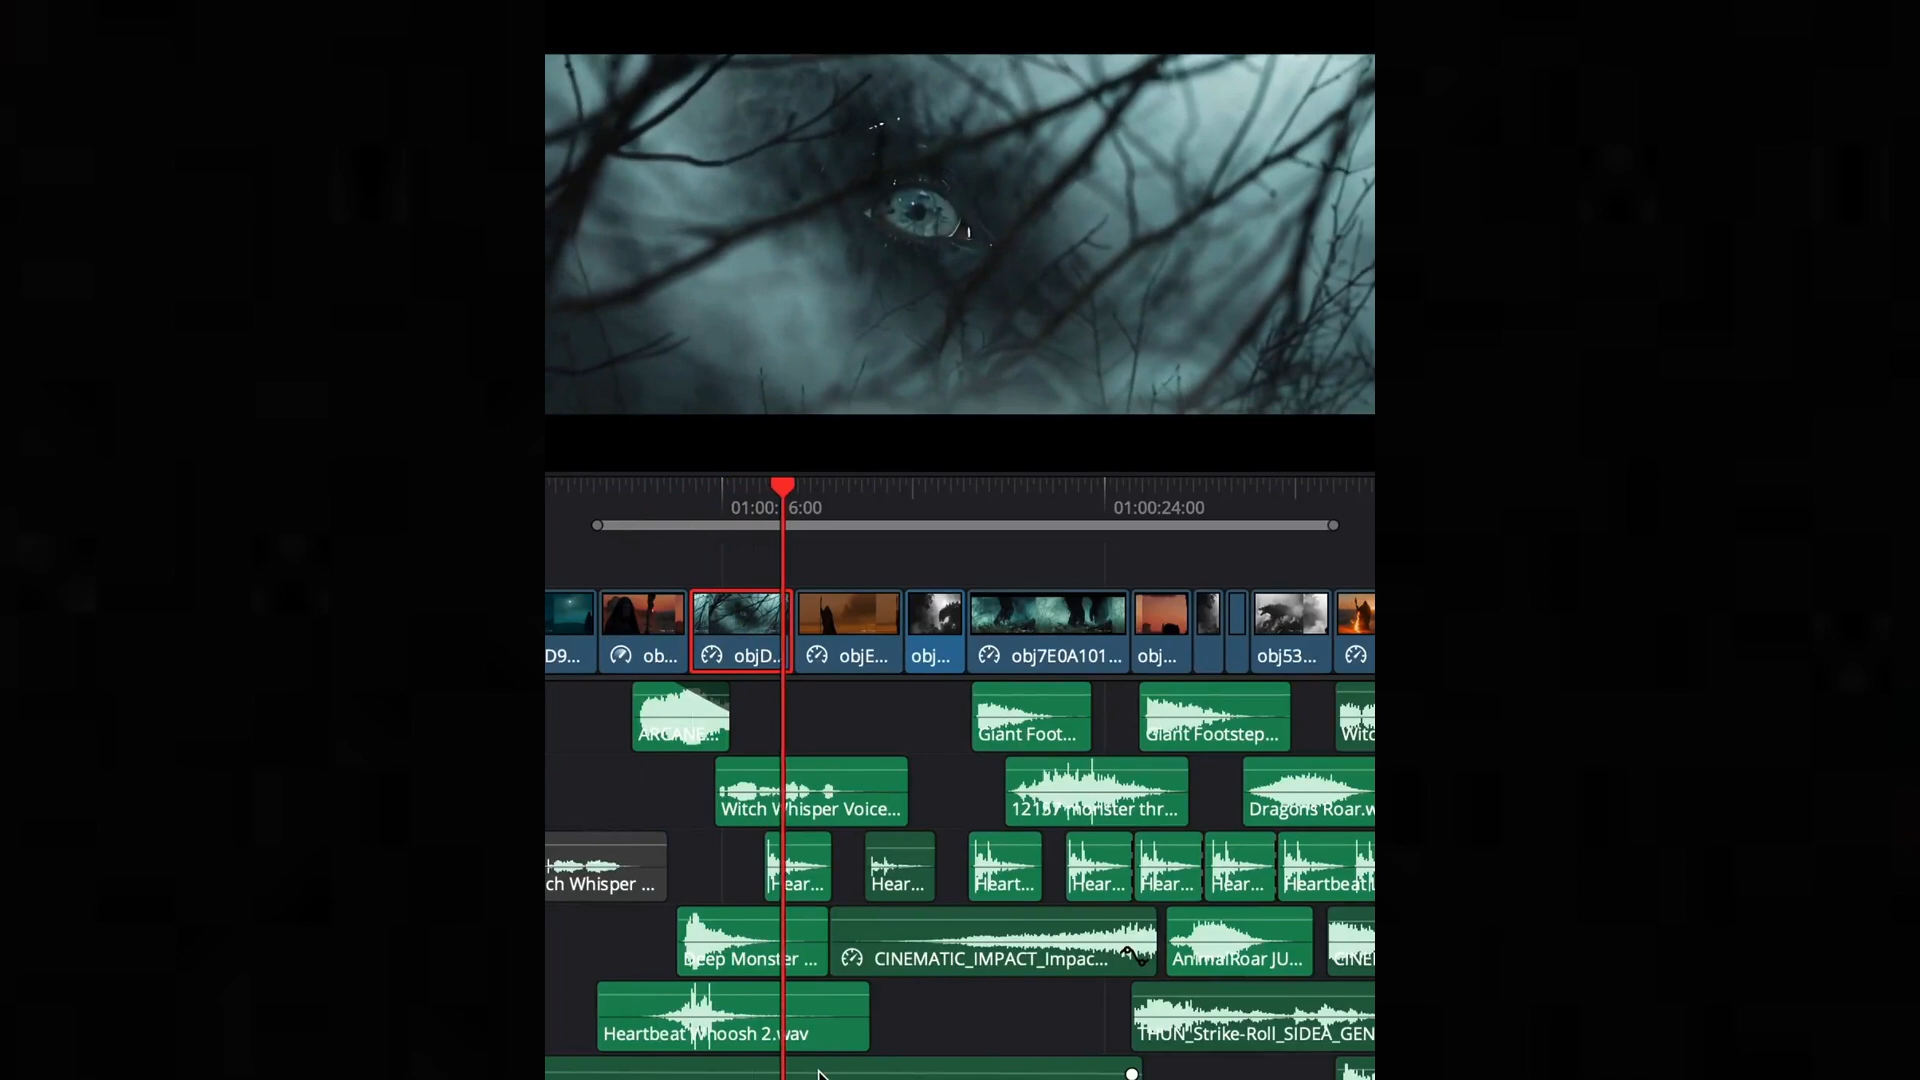 01:00: 6:00 01:00:24:00
D9... ob... objD... objE... obj... obj7E0A101... obj... obj53...
ARCANE... Giant Foot... Giant Footstep... Witc
Witch Whisper Voice... monster thr... Dragons Roar.w
ch Whisper ... Hear... Hear... Heart... Hear... Hear... Hear... Heartbeat
Deep Monster ... CINEMATIC_IMPACT_Impac... AnimalRoar JU... CINE
Heartbeat Whoosh 2.wav THUN_Strike-Roll_SIDEA_GEN